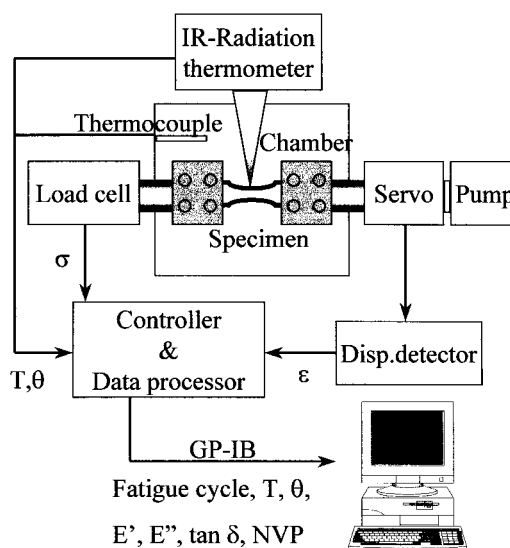 IR-Radiation
thermometer
Thermocouple
Chamber
Load cell
Servo
Pump
Specimen
σ
Controller
&
Data processor
Disp.detector
T,θ
ε
GP-IB
Fatigue cycle, T, θ,
E’, E”, tan δ, NVP